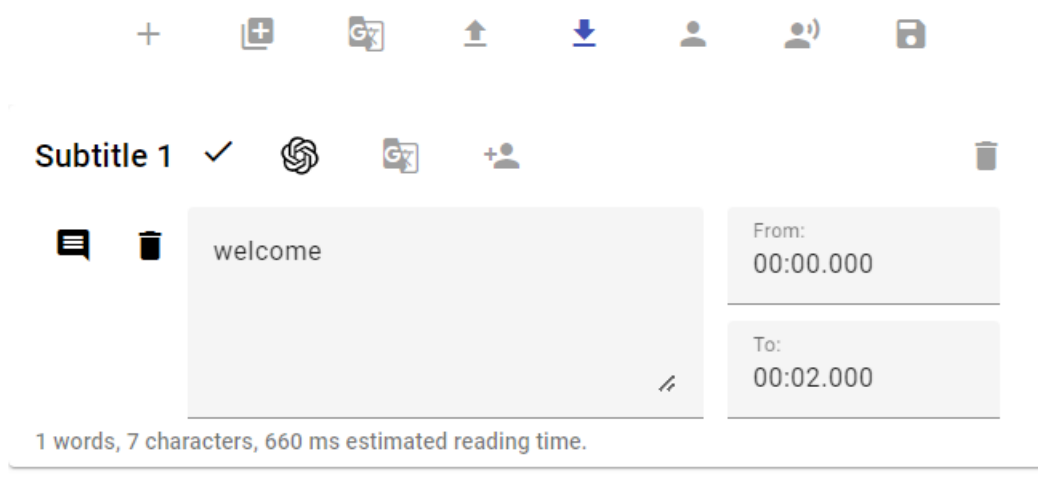 Subtitle 1
welcome
From:
00:00.000
To:
00:02.000
1 words, 7 characters, 660 ms estimated reading time.